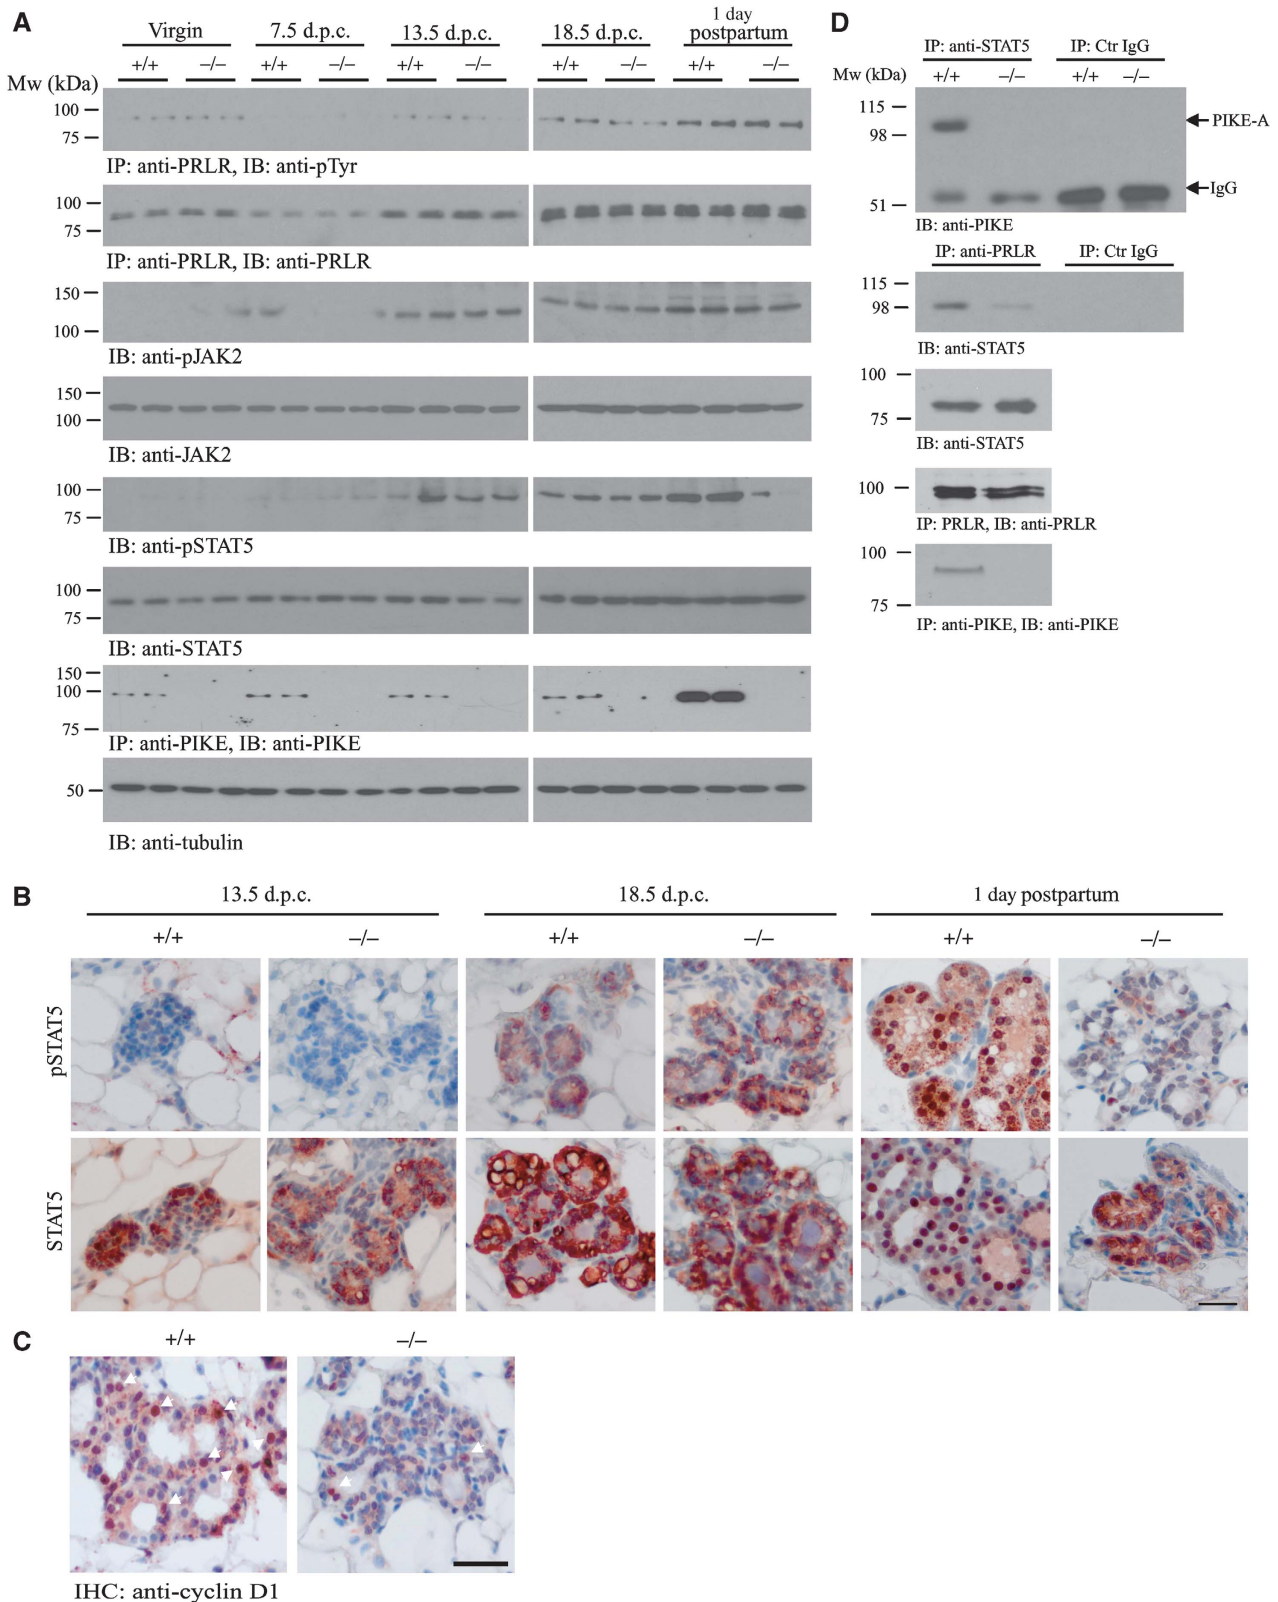 A
Virgin 7.5 d.p.c. 13.5 d.p.c. 18.5 d.p.c. 1 day postpartum
+/+ –/– +/+ –/– +/+ –/– +/+ –/– +/+ –/–
Mw (kDa)
100
75
IP: anti-PRLR, IB: anti-pTyr
100
75
IP: anti-PRLR, IB: anti-PRLR
150
100
IB: anti-pJAK2
150
100
IB: anti-JAK2
100
75
IB: anti-pSTAT5
100
75
IB: anti-STAT5
150
100
75
IP: anti-PIKE, IB: anti-PIKE
50
IB: anti-tubulin
D
IP: anti-STAT5 IP: Ctr IgG
Mw (kDa) +/+ –/– +/+ –/–
115
98
51
PIKE-A
IgG
IB: anti-PIKE
IP: anti-PRLR IP: Ctr IgG
115
98
IB: anti-STAT5
100
75
IB: anti-STAT5
100
IP: PRLR, IB: anti-PRLR
100
75
IP: anti-PIKE, IB: anti-PIKE
B
13.5 d.p.c. 18.5 d.p.c. 1 day postpartum
+/+ –/– +/+ –/– +/+ –/–
pSTAT5
STAT5
C
+/+ –/–
IHC: anti-cyclin D1